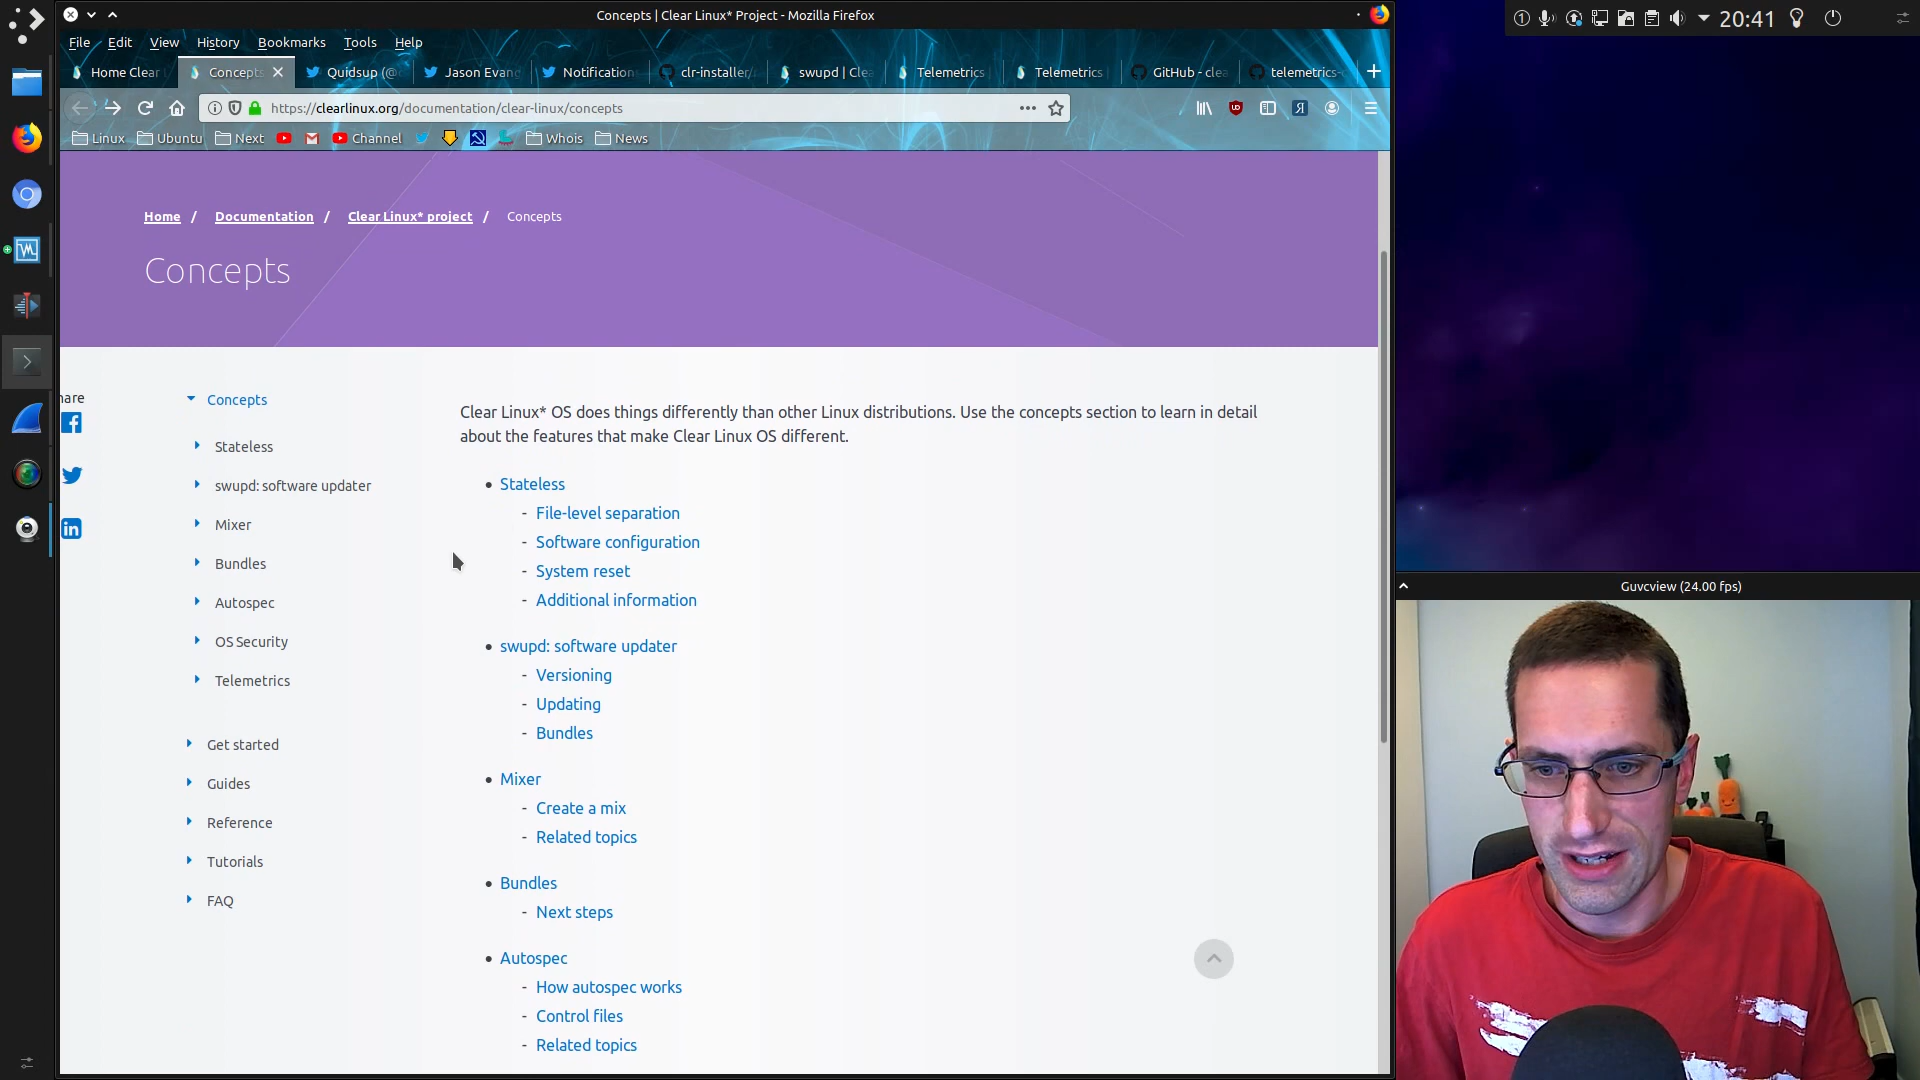 Concepts | Clear Linux* Project - Mozilla Firefox
20:41
File Edit View History Bookmarks Tools Help
Home Clear Concepts Quidsup (@ Jason Evan Notification clr-installer/ swupd | Clea Telemetrics Telemetrics GitHub - clea telemetrics-
https://clearlinux.org/documentation/clear-linux/concepts
Linux Ubuntu Next Channel Whois News
Home / Documentation / Clear Linux* project / Concepts
Concepts
hare
Concepts
Stateless
swupd: software updater
Mixer
Bundles
Autospec
OS Security
Telemetrics
Get started
Guides
Reference
Tutorials
FAQ
Clear Linux* OS does things differently than other Linux distributions. Use the concepts section to learn in detail
about the features that make Clear Linux OS different.
• Stateless
- File-level separation
- Software configuration
- System reset
- Additional information
• swupd: software updater
- Versioning
- Updating
- Bundles
• Mixer
- Create a mix
- Related topics
• Bundles
- Next steps
• Autospec
- How autospec works
- Control files
- Related topics
Guvcview (24.00 fps)